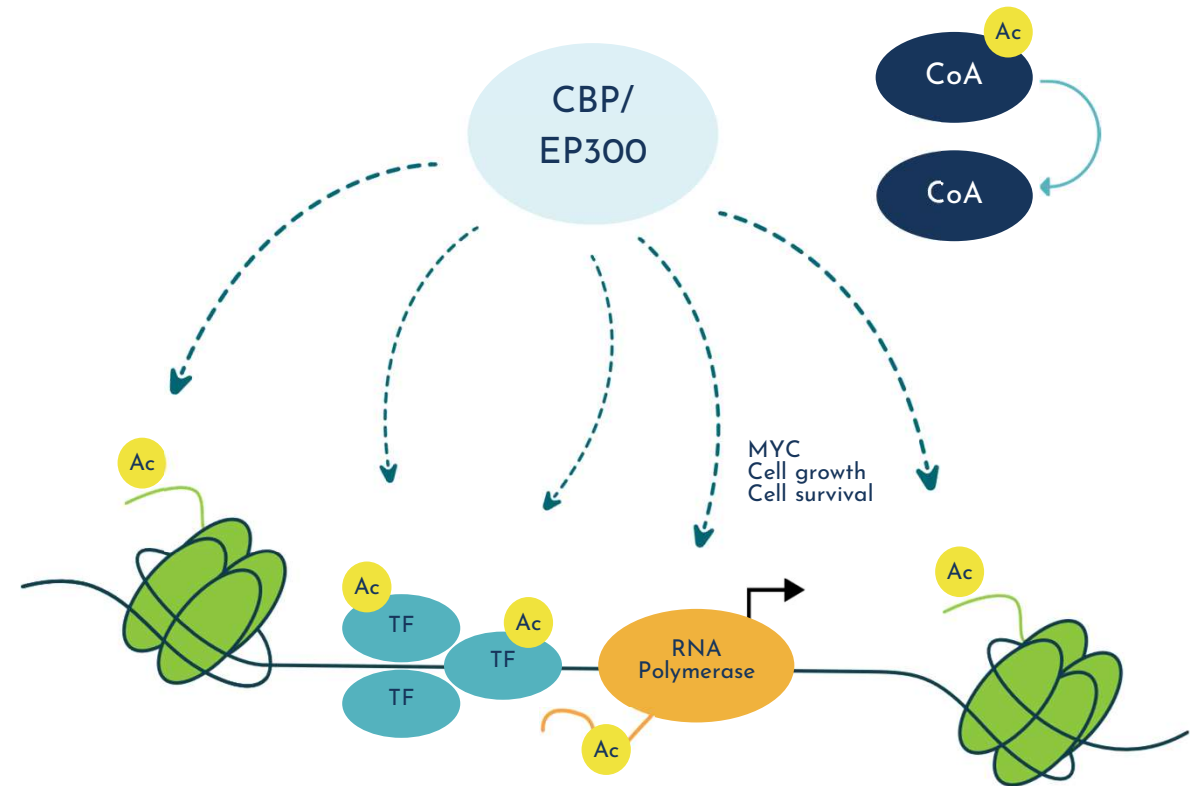 Ac
CoA
CBP/
EP300
CoA
MYC
Cell growth
Cell survival
Ac
Ac
Ac
TF
Ac
TF
TF
RNA
Polymerase
Ac
Ac